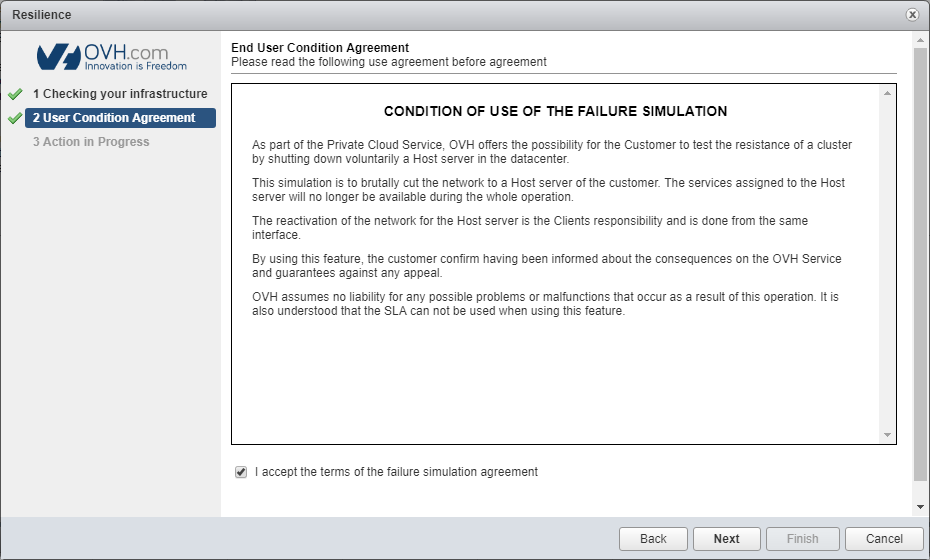 Resilience
OVH.com
Innovation is Freedom
1 Checking your infrastructure
2 User Condition Agreement
3 Action in Progress
End User Condition Agreement
Please read the following use agreement before agreement
CONDITION OF USE OF THE FAILURE SIMULATION
As part of the Private Cloud Service, OVH offers the possibility for the Customer to test the resistance of a cluster
by shutting down voluntarily a Host server in the datacenter.
This simulation is to brutally cut the network to a Host server of the customer. The services assigned to the Host
server will no longer be available during the whole operation.
The reactivation of the network for the Host server is the Clients responsibility and is done from the same
interface.
By using this feature, the customer confirm having been informed about the consequences on the OVH Service
and guarantees against any appeal.
OVH assumes no liability for any possible problems or malfunctions that occur as a result of this operation. It is
also understood that the SLA can not be used when using this feature.
I accept the terms of the failure simulation agreement
Back
Next
Finish
Cancel